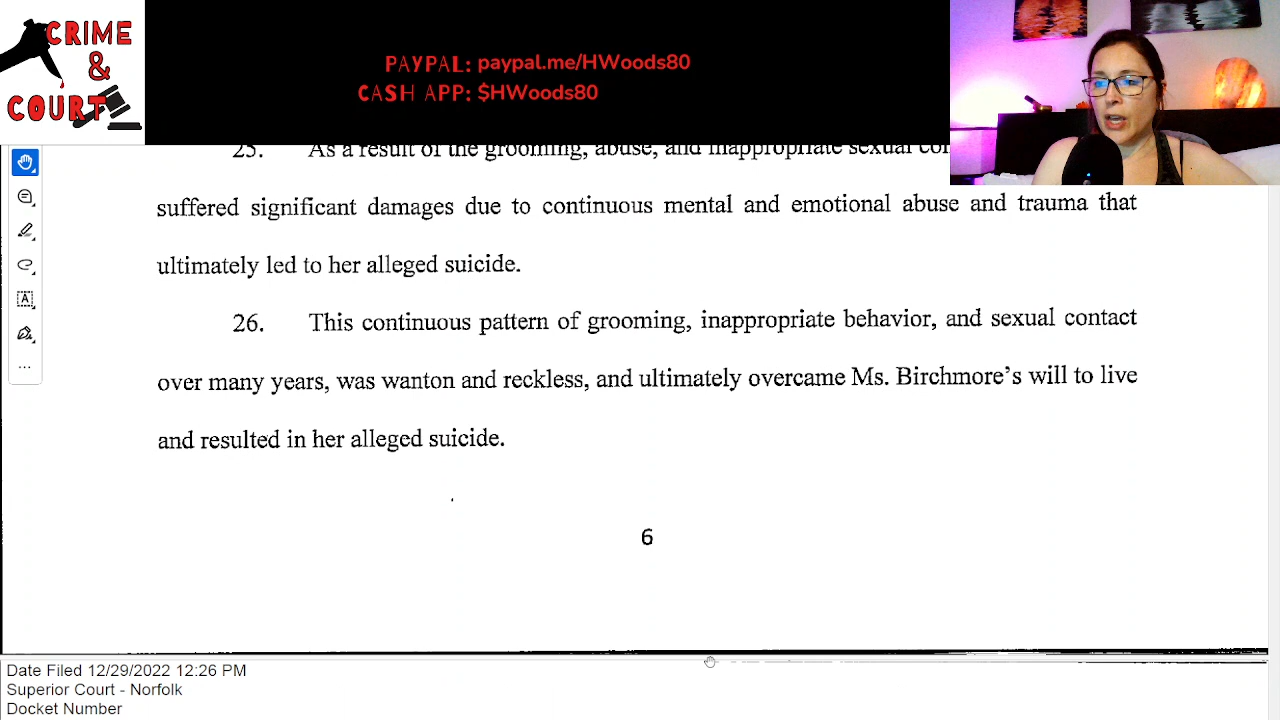 CRIME
&
COURT
PAYPAL: paypal.me/HWoods80
CASH APP: $HWoods80
25. As a result of the grooming, abuse, and inappropriate sexual
suffered significant damages due to continuous mental and emotional abuse and trauma that
ultimately led to her alleged suicide.
26. This continuous pattern of grooming, inappropriate behavior, and sexual contact
over many years, was wanton and reckless, and ultimately overcame Ms. Birchmore's will to live
and resulted in her alleged suicide.
6
Date Filed 12/29/2022 12:26 PM
Superior Court - Norfolk
Docket Number